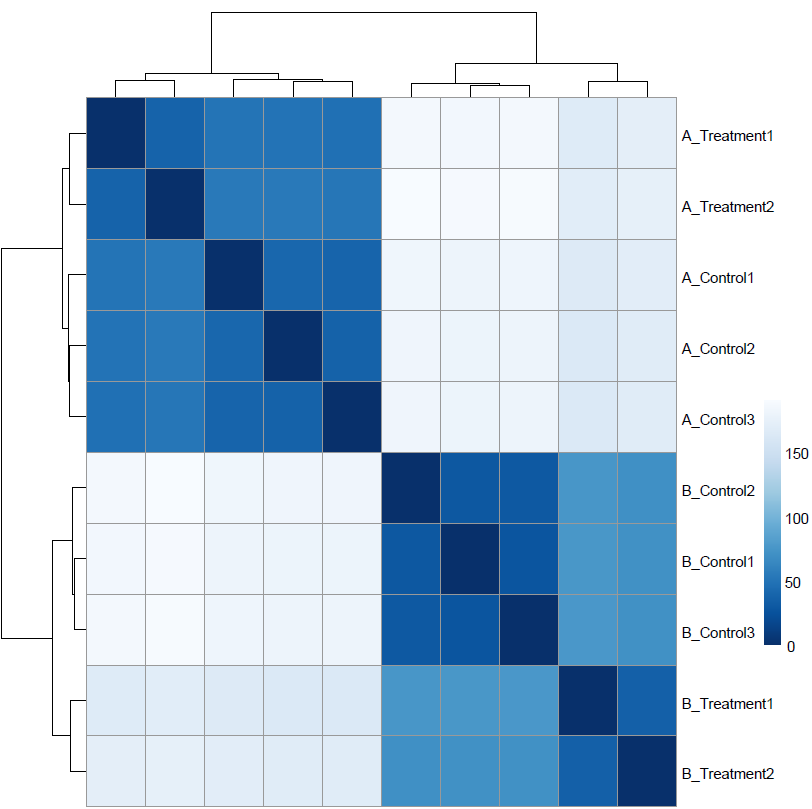 A_Treatment1
A_Treatment2
A_Control1
A_Control2
A_Control3
B_Control2
B_Control1
B_Control3
B_Treatment1
B_Treatment2
150
100
50
0